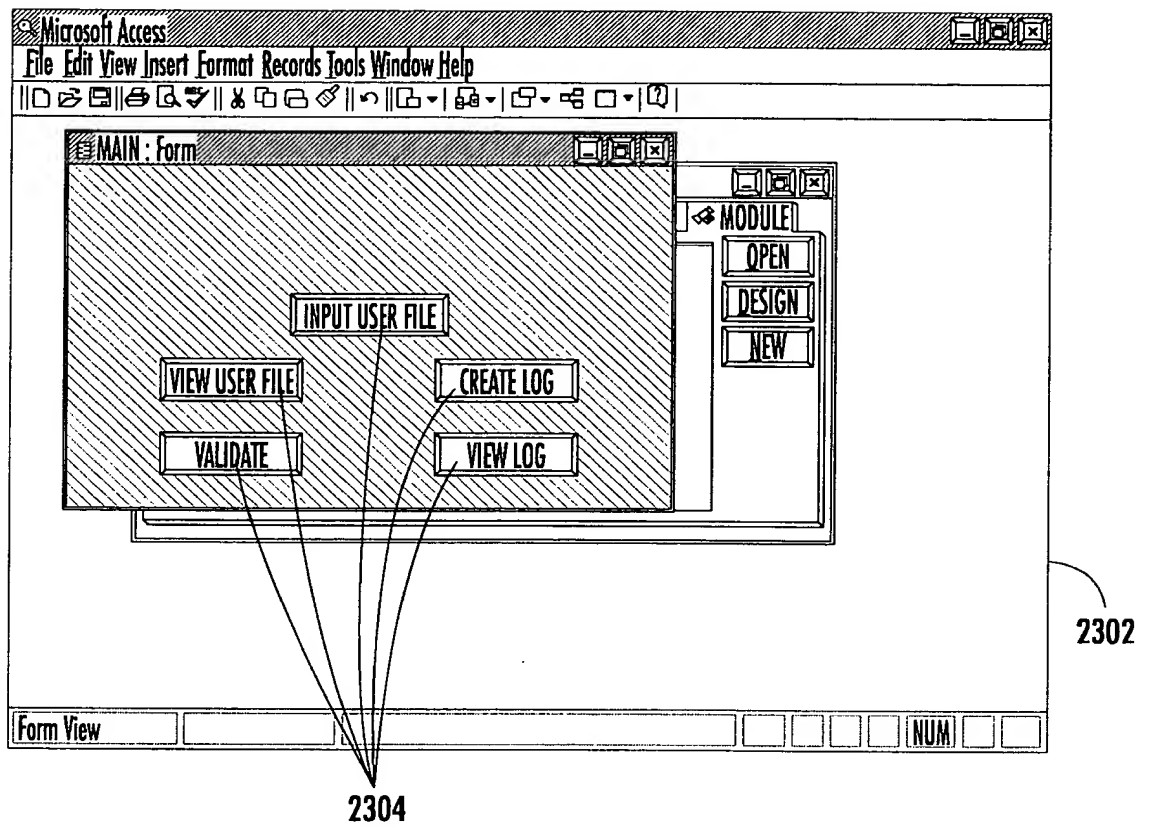 Microsoft Access
File Edit View Insert Format Records Tools Window Help
MAIN : Form
MODULE
OPEN
DESIGN
NEW
INPUT USER FILE
VIEW USER FILE
CREATE LOG
VALIDATE
VIEW LOG
2302
Form View
NUM
2304